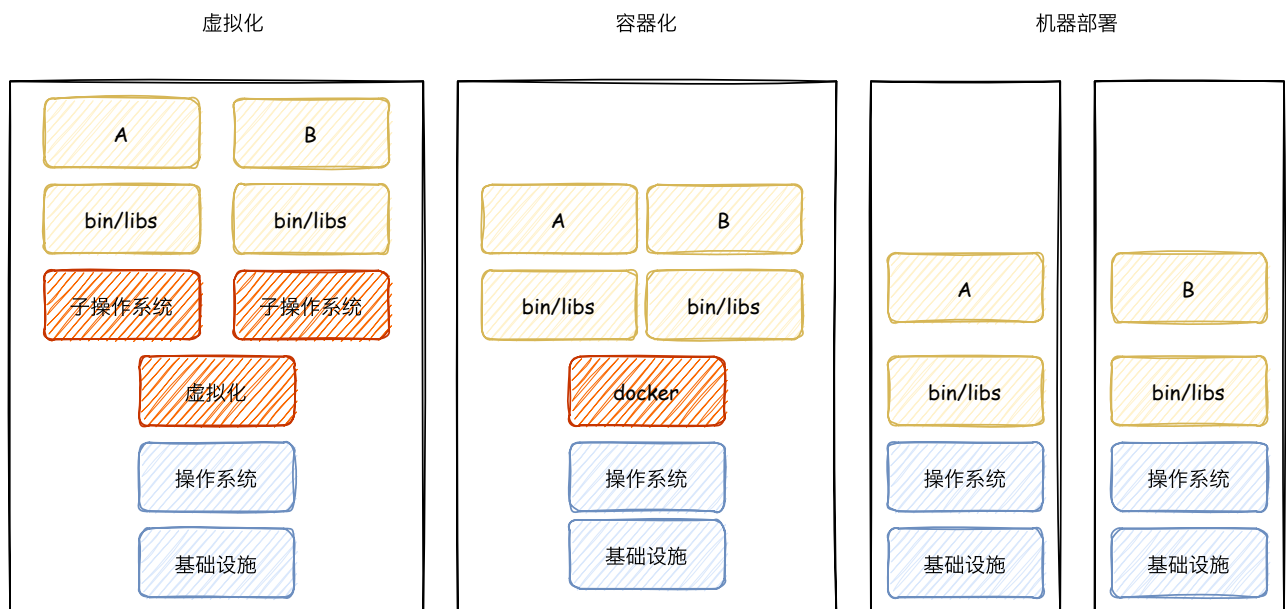 虚拟化
容器化
机器部署
A
B
bin/libs
bin/libs
子操作系统
子操作系统
虚拟化
操作系统
基础设施
A
B
bin/libs
bin/libs
docker
操作系统
基础设施
A
bin/libs
操作系统
基础设施
B
bin/libs
操作系统
基础设施